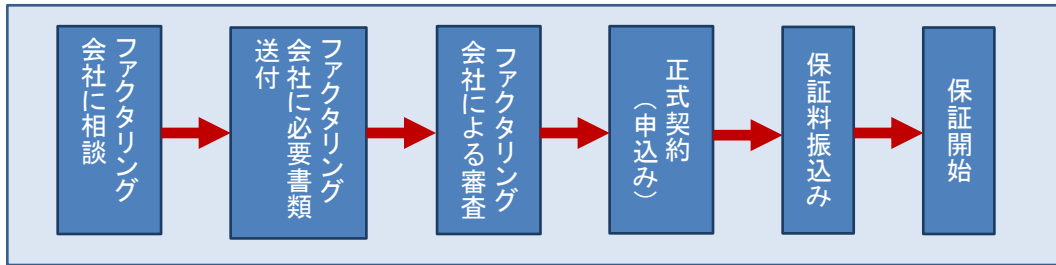 ファクタリング
会社に相談
ファクタリング
会社に必要書類
送付
ファクタリング
会社による審査
正式契約
（申込み）
保証料振込み
保証開始